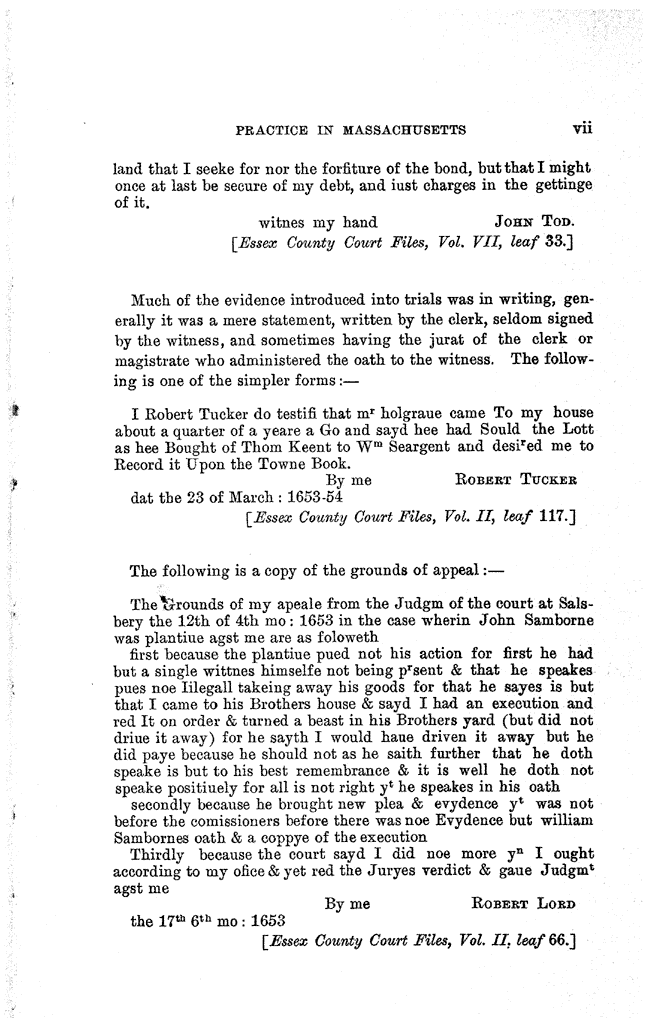 PRACTICE IN MASSACHUSETTS vii
land that I seeke for nor the forfiture of the bond, but that I might
once at last be secure of my debt, and iust charges in the gettinge
of it.
witnes my hand JOHN TOD.
[Essex County Court Files, Vol. VII, leaf 33.]
Much of the evidence introduced into trials was in writing, gen-
erally it was a mere statement, written by the clerk, seldom signed
by the witness, and sometimes having the jurat of the clerk or
magistrate who administered the oath to the witness. The follow-
ing is one of the simpler forms:—
I Robert Tucker do testifi that mʳ holgraue came To my house
about a quarter of a yeare a Go and sayd hee had Sould the Lott
as hee Bought of Thom Keent to Wᵐ Seargent and desiʳed me to
Record it Upon the Towne Book.
By me ROBERT TUCKER
dat the 23 of March : 1653-54
[Essex County Court Files, Vol. II, leaf 117.]
The following is a copy of the grounds of appeal :—
The Grounds of my apeale from the Judgm of the court at Sals-
bery the 12th of 4th mo : 1653 in the case wherin John Samborne
was plantiue agst me are as foloweth
first because the plantiue pued not his action for first he had
but a single wittnes himselfe not being pʳsent & that he speakes
pues noe Iilegall takeing away his goods for that he sayes is but
that I came to his Brothers house & sayd I had an execution and
red It on order & turned a beast in his Brothers yard (but did not
driue it away) for he sayth I would haue driven it away but he
did paye because he should not as he saith further that he doth
speake is but to his best remembrance & it is well he doth not
speake positiuely for all is not right yᵗ he speakes in his oath
secondly because he brought new plea & evydence yᵗ was not
before the comissioners before there was noe Evydence but william
Sambornes oath & a coppye of the execution
Thirdly because the court sayd I did noe more yⁿ I ought
according to my ofice & yet red the Juryes verdict & gaue Judgmᵗ
agst me
By me ROBERT LORD
the 17ᵗʰ 6ᵗʰ mo : 1653
[Essex County Court Files, Vol. II, leaf 66.]